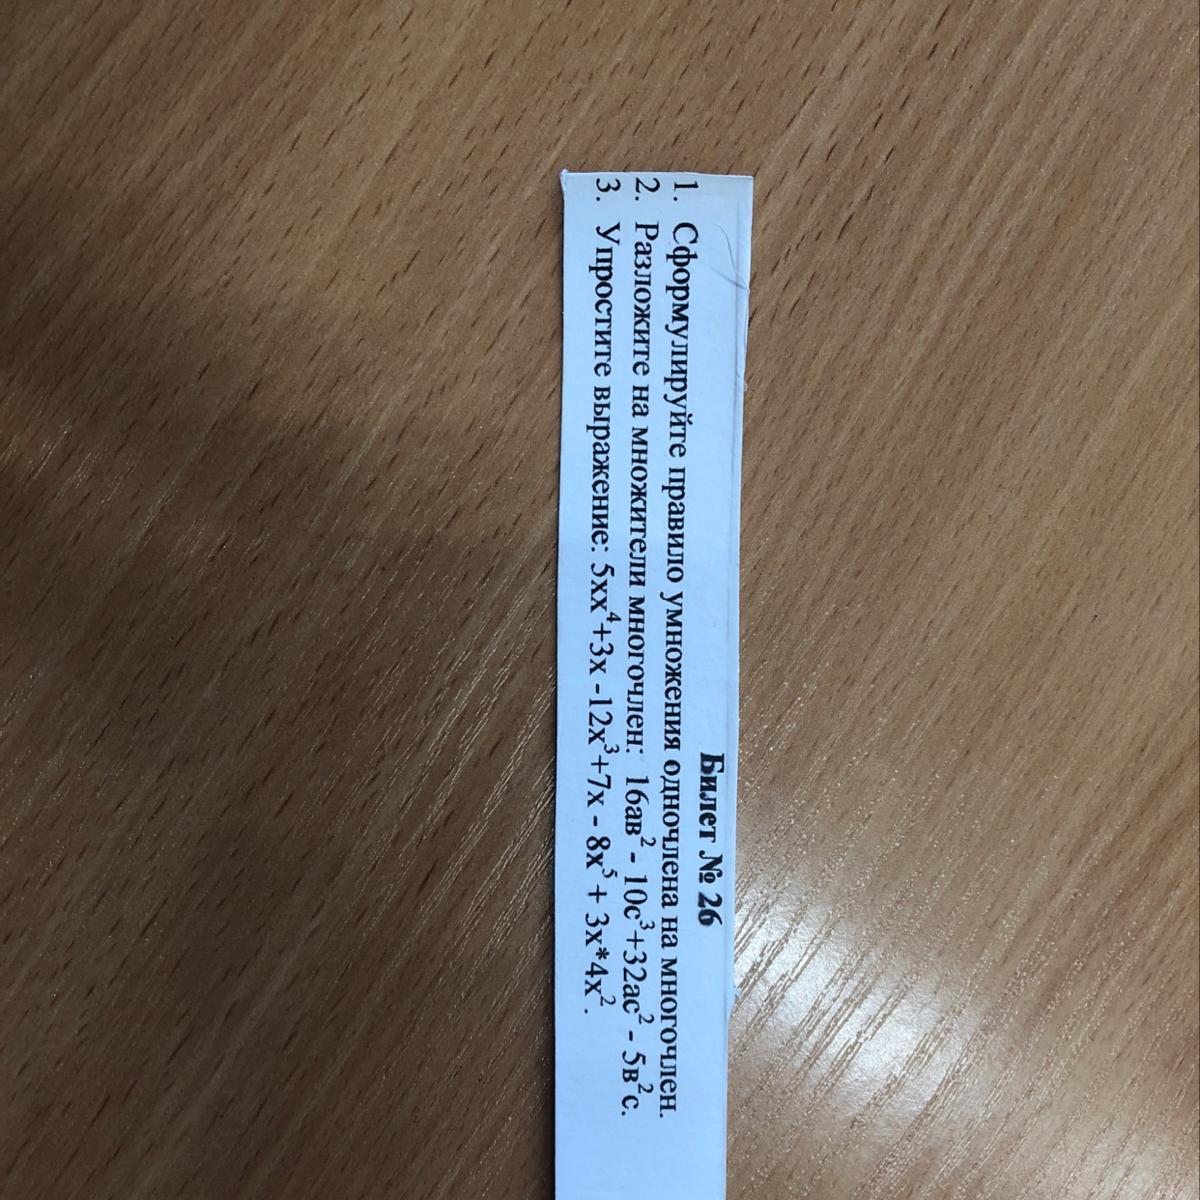 Билет № 26
1. Сформулируйте правило умножения одночлена на многочлен.
2. Разложите на множители многочлен: 16ав² - 10с³+32ас² - 5в²с.
3. Упростите выражение: 5хх⁴+3х -12х³+7х - 8х⁵ + 3х*4х².